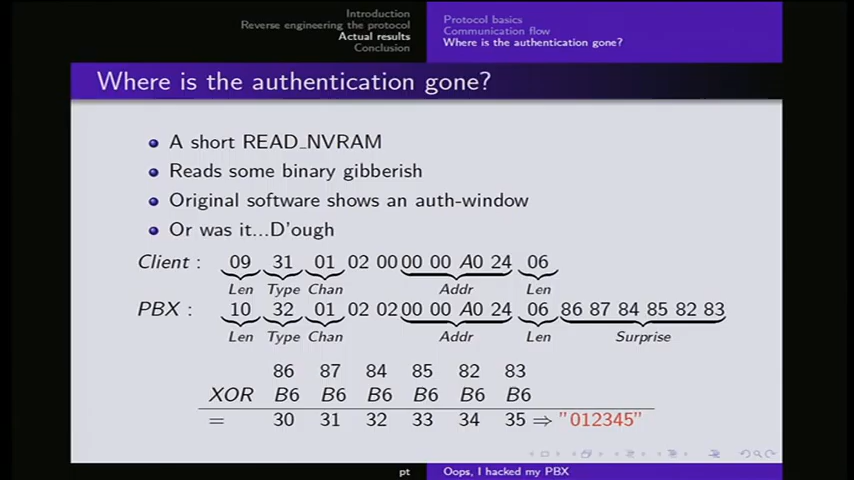 Introduction
Reverse engineering the protocol
Actual results
Conclusion
Protocol basics
Communication flow
Where is the authentication gone?
Where is the authentication gone?
A short READ_NVRAM
Reads some binary gibberish
Original software shows an auth-window
Or was it...D'ough
Client : 09 31 01 02 00 00 00 A0 24 06
Len Type Chan Addr Len
PBX : 10 32 01 02 02 00 00 A0 24 06 86 87 84 85 82 83
Len Type Chan Addr Len Surprise
86 87 84 85 82 83
XOR B6 B6 B6 B6 B6 B6
= 30 31 32 33 34 35 ⇒ "012345"
pt Oops, I hacked my PBX